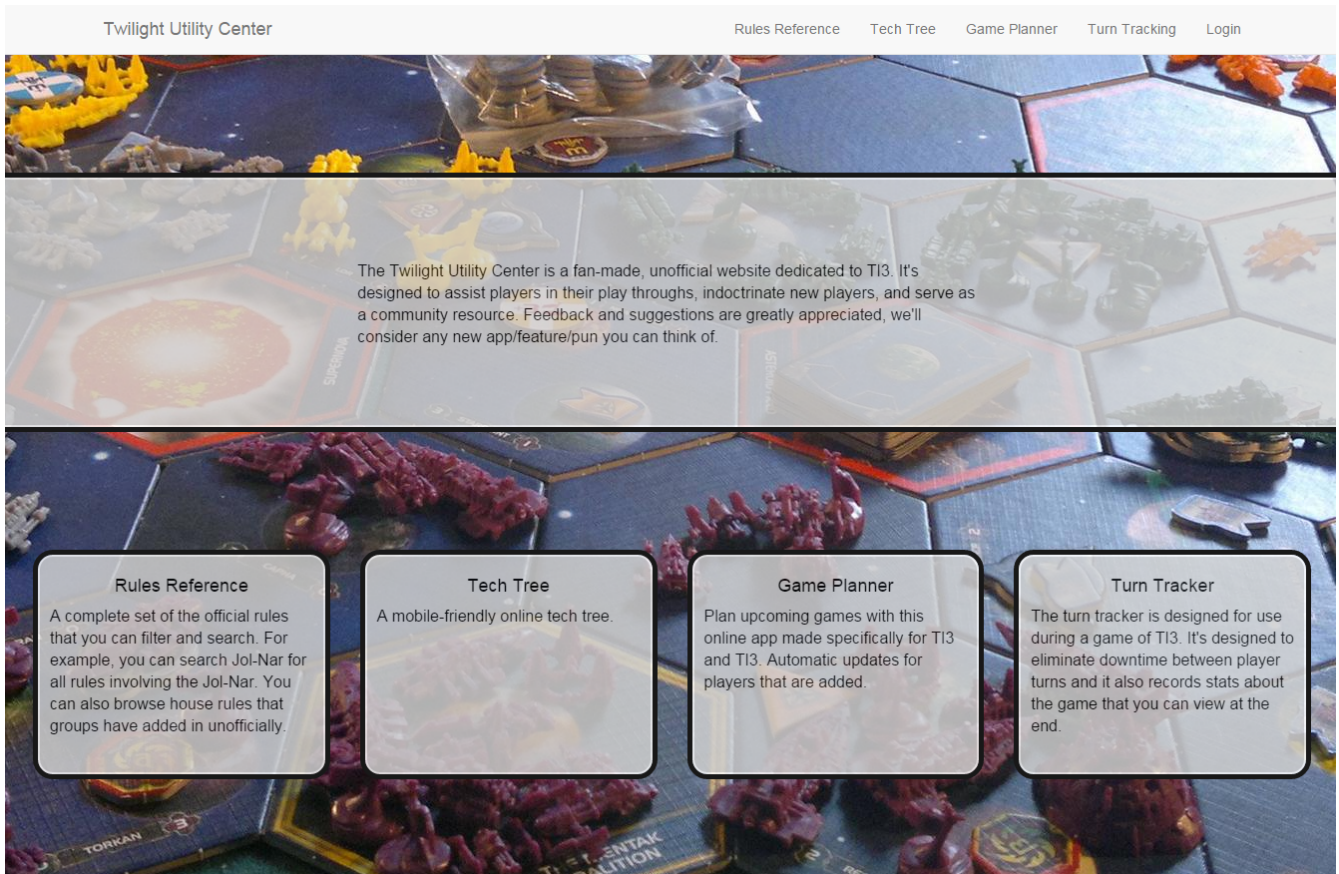 Twilight Utility Center
Rules Reference
Tech Tree
Game Planner
Turn Tracking
Login
The Twilight Utility Center is a fan-made, unofficial website dedicated to TI3. It's
designed to assist players in their play throughs, indoctrinate new players, and serve as
a community resource. Feedback and suggestions are greatly appreciated, we'll
consider any new app/feature/pun you can think of.
SUPERNOVA
Rules Reference
A complete set of the official rules
that you can filter and search. For
example, you can search Jol-Nar for
all rules involving the Jol-Nar. You
can also browse house rules that
groups have added in unofficially.
Tech Tree
A mobile-friendly online tech tree.
Game Planner
Plan upcoming games with this
online app made specifically for TI3
and TI3. Automatic updates for
players that are added.
Turn Tracker
The turn tracker is designed for use
during a game of TI3. It's designed to
eliminate downtime between player
turns and it also records stats about
the game that you can view at the
end.
TORKAN
3